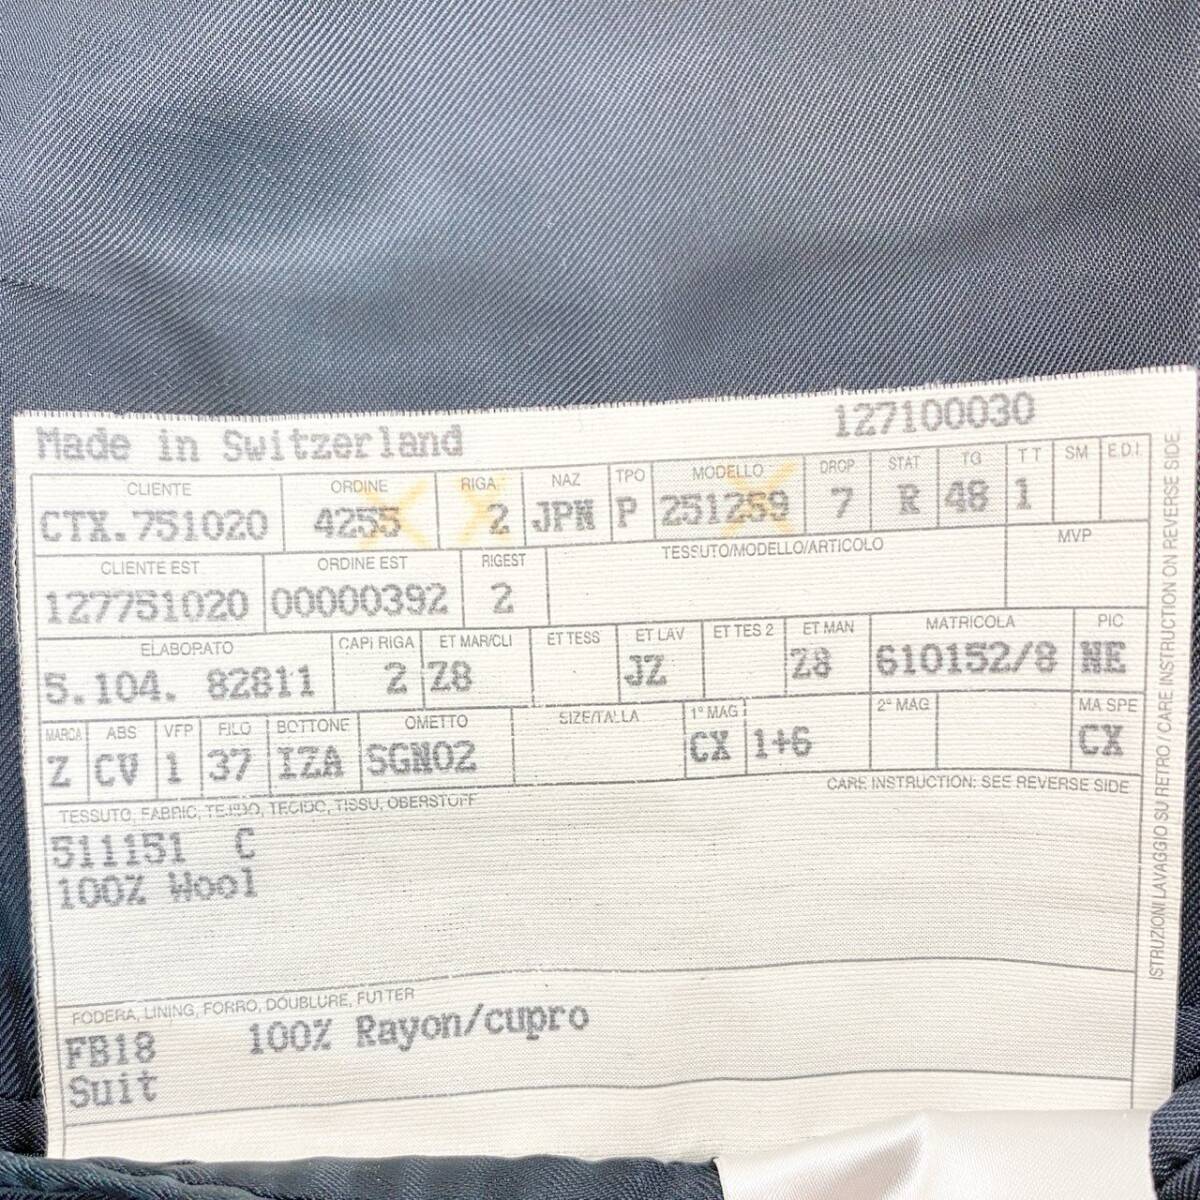 Made in Switzerland 127100030
CLIENTE ORDINE RIGA NAZ TPO MODELLO DROP STAT TG TT SM E.D.I.
CTX.751020 4255 2 JPN P 251259 7 R 48 1
CLIENTE EST ORDINE EST RIGEST TESSUTO/MODELLO/ARTICOLO MVP
127751020 00000392 2
ELABORATO CAPI RIGA ET MAR/CLI ET TESS ET LAV ET TES 2 ET MAN MATRICOLA PIC
5.104. 82811 2 Z8 JZ Z8 610152/8 NE
MARCA ABS VFP FILO BOTTONE OMETTO SIZE/TALLA 1° MAG 2° MAG MA SPE
Z CV 1 37 IZA SGN02 CX 1+6 CX
TESSUTO, FABRIC, TEJIDO, TECIDO, TISSU, OBERSTOFF CARE INSTRUCTION: SEE REVERSE SIDE
511151 C
100% Wool
FODERA, LINING, FORRO, DOUBLURE, FUTTER
FB18 100% Rayon/cupro
Suit
ISTRUZIONI LAVAGGIO SU RETRO / CARE INSTRUCTION ON REVERSE SIDE